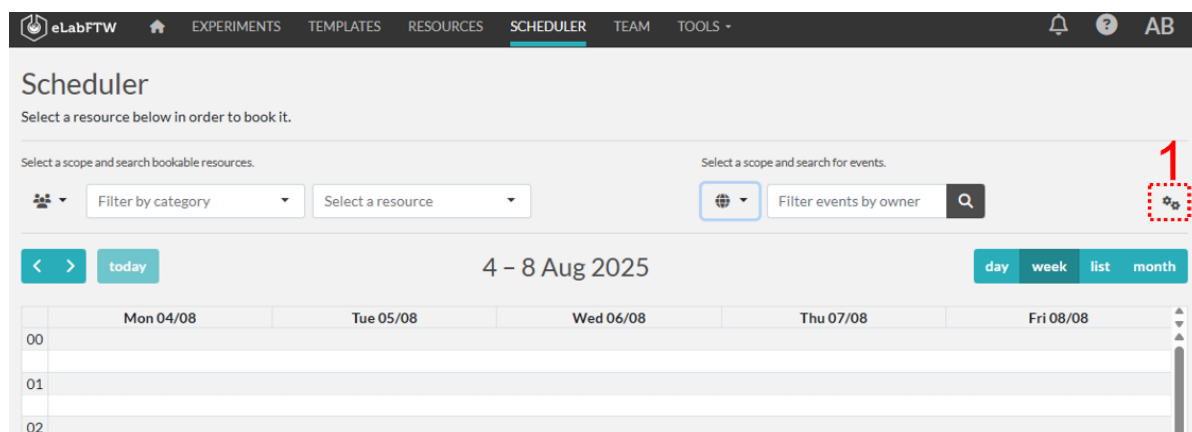 eLabFTW EXPERIMENTS TEMPLATES RESOURCES SCHEDULER TEAM TOOLS ? AB
Scheduler
Select a resource below in order to book it.
Select a scope and search bookable resources. Select a scope and search for events.
1
Filter by category Select a resource Filter events by owner
today 4 – 8 Aug 2025 day week list month
Mon 04/08 Tue 05/08 Wed 06/08 Thu 07/08 Fri 08/08
00
01
02